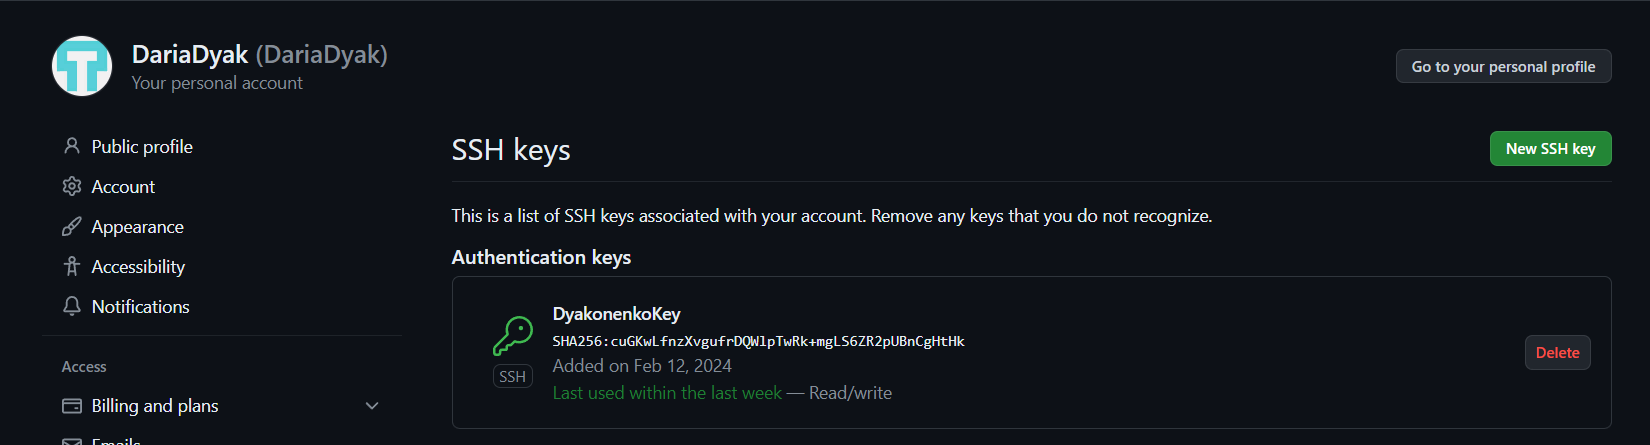 DariaDyak (DariaDyak)
Your personal account
Go to your personal profile
Public profile
Account
Appearance
Accessibility
Notifications
Access
Billing and plans
Emails
SSH keys
New SSH key
This is a list of SSH keys associated with your account. Remove any keys that you do not recognize.
Authentication keys
DyakonenkoKey
SHA256:cuGKwLfnzXvgufrDQWlpTwRk+mgLS6ZR2pUBnCgHtHk
Added on Feb 12, 2024
Last used within the last week — Read/write
SSH
Delete